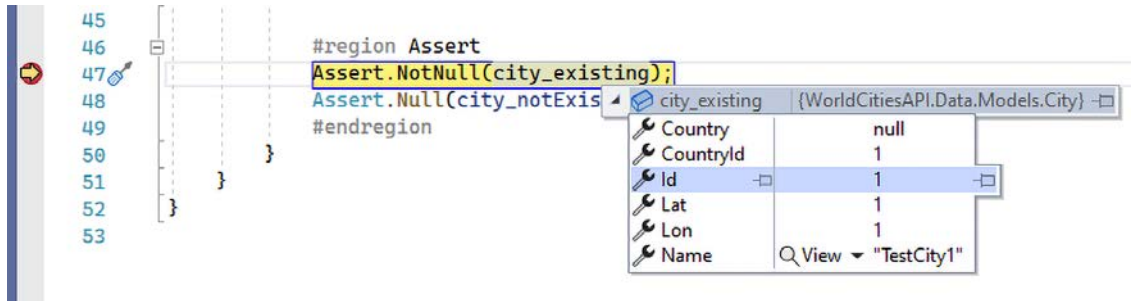 45
46 #region Assert
47 Assert.NotNull(city_existing);
48 Assert.Null(city_notExis
city_existing {WorldCitiesAPI.Data.Models.City}
49 #endregion
Country null
50 }
CountryId 1
51 }
Id 1
52 }
Lat 1
53
Lon 1
Name View "TestCity1"